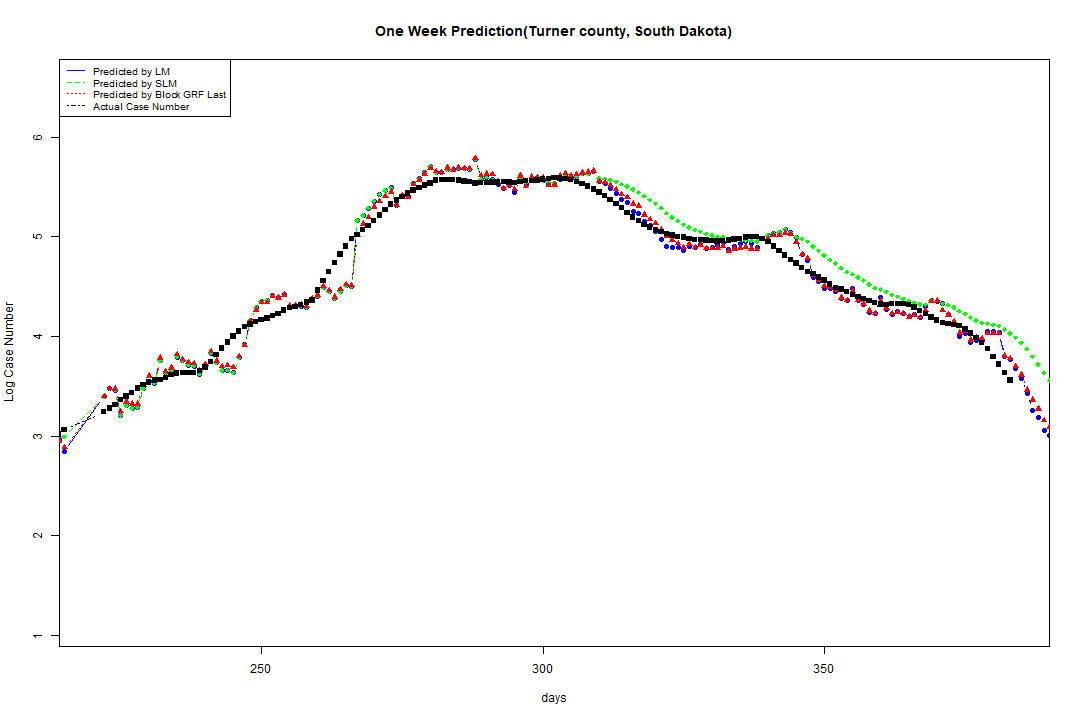 One Week Prediction(Turner county, South Dakota)
Predicted by LM
Predicted by SLM
Predicted by Block GRF Last
Actual Case Number
6
5
4
3
2
1
Log Case Number
250
300
350
days